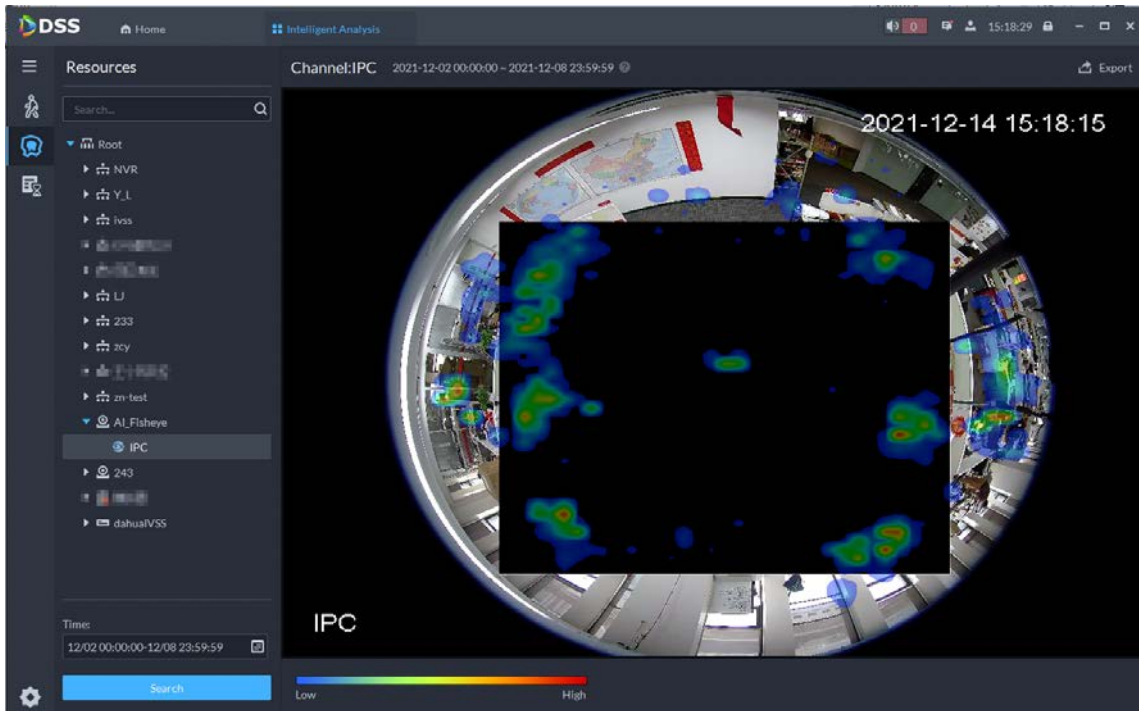 DSS
Home
Intelligent Analysis
0
15:18:29
Resources
Channel:IPC
2021-12-02 00:00:00 ~ 2021-12-08 23:59:59
Export
Search...
Root
NVR
Y_L
ivss
LJ
233
zcy
zn-test
AI_FIsheye
IPC
243
dahuaIVSS
2021-12-14 15:18:15
IPC
Time:
12/02 00:00:00-12/08 23:59:59
Search
Low
High